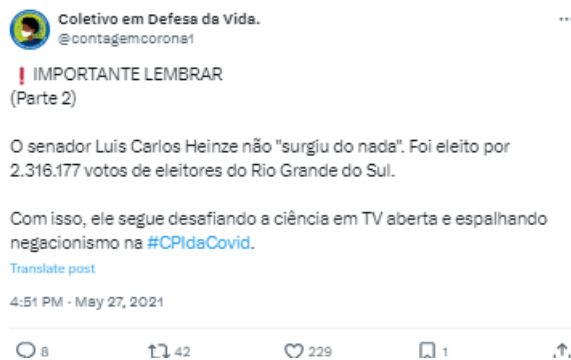 Coletivo em Defesa da Vida.
@contagemcorona1
❗IMPORTANTE LEMBRAR
(Parte 2)
O senador Luis Carlos Heinze não "surgiu do nada". Foi eleito por
2.316.177 votos de eleitores do Rio Grande do Sul.
Com isso, ele segue desafiando a ciência em TV aberta e espalhando
negacionismo na #CPIdaCovid.
Translate post
4:51 PM · May 27, 2021
8 42 229 1